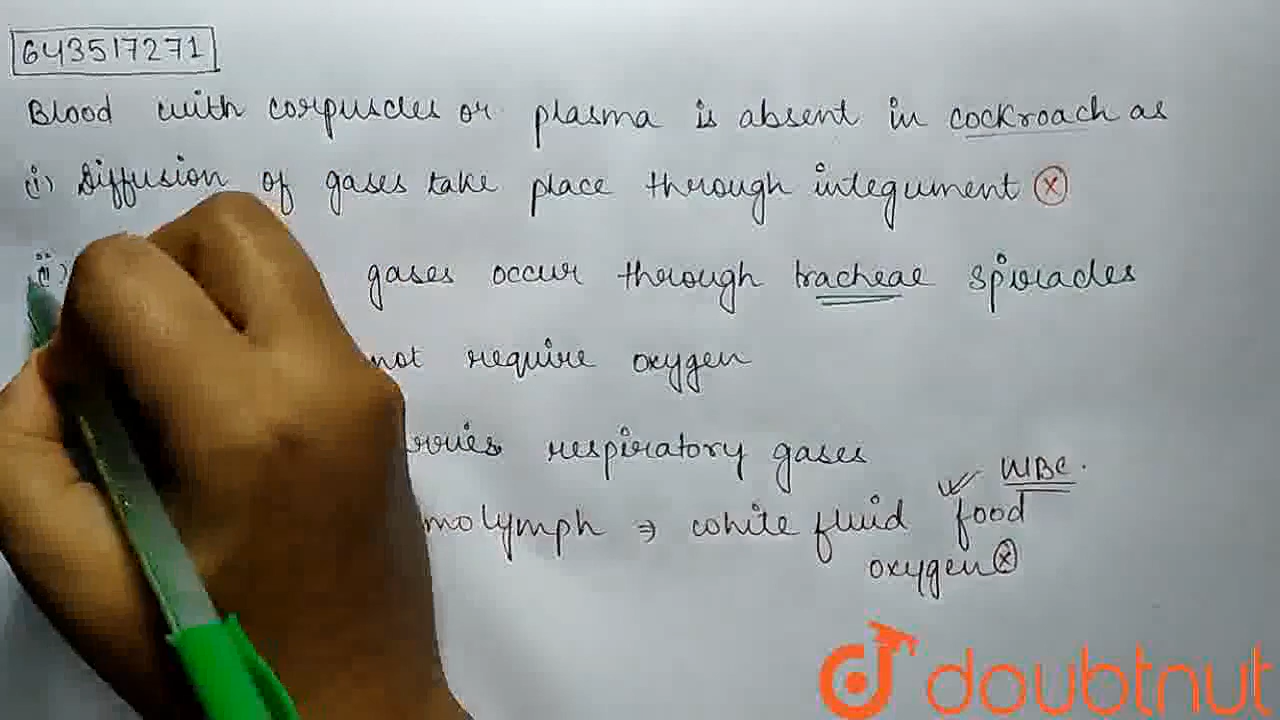 643517271
Blood with corpuscles or plasma is absent in cockroach as
(i) Diffusion of gases take place through integument ⓧ
(ii) gases occur through tracheae spiracles
not require oxygen
respiratory gases
molymph ⇒ white fluid food WBC.
oxygen ⓧ
doubtnut